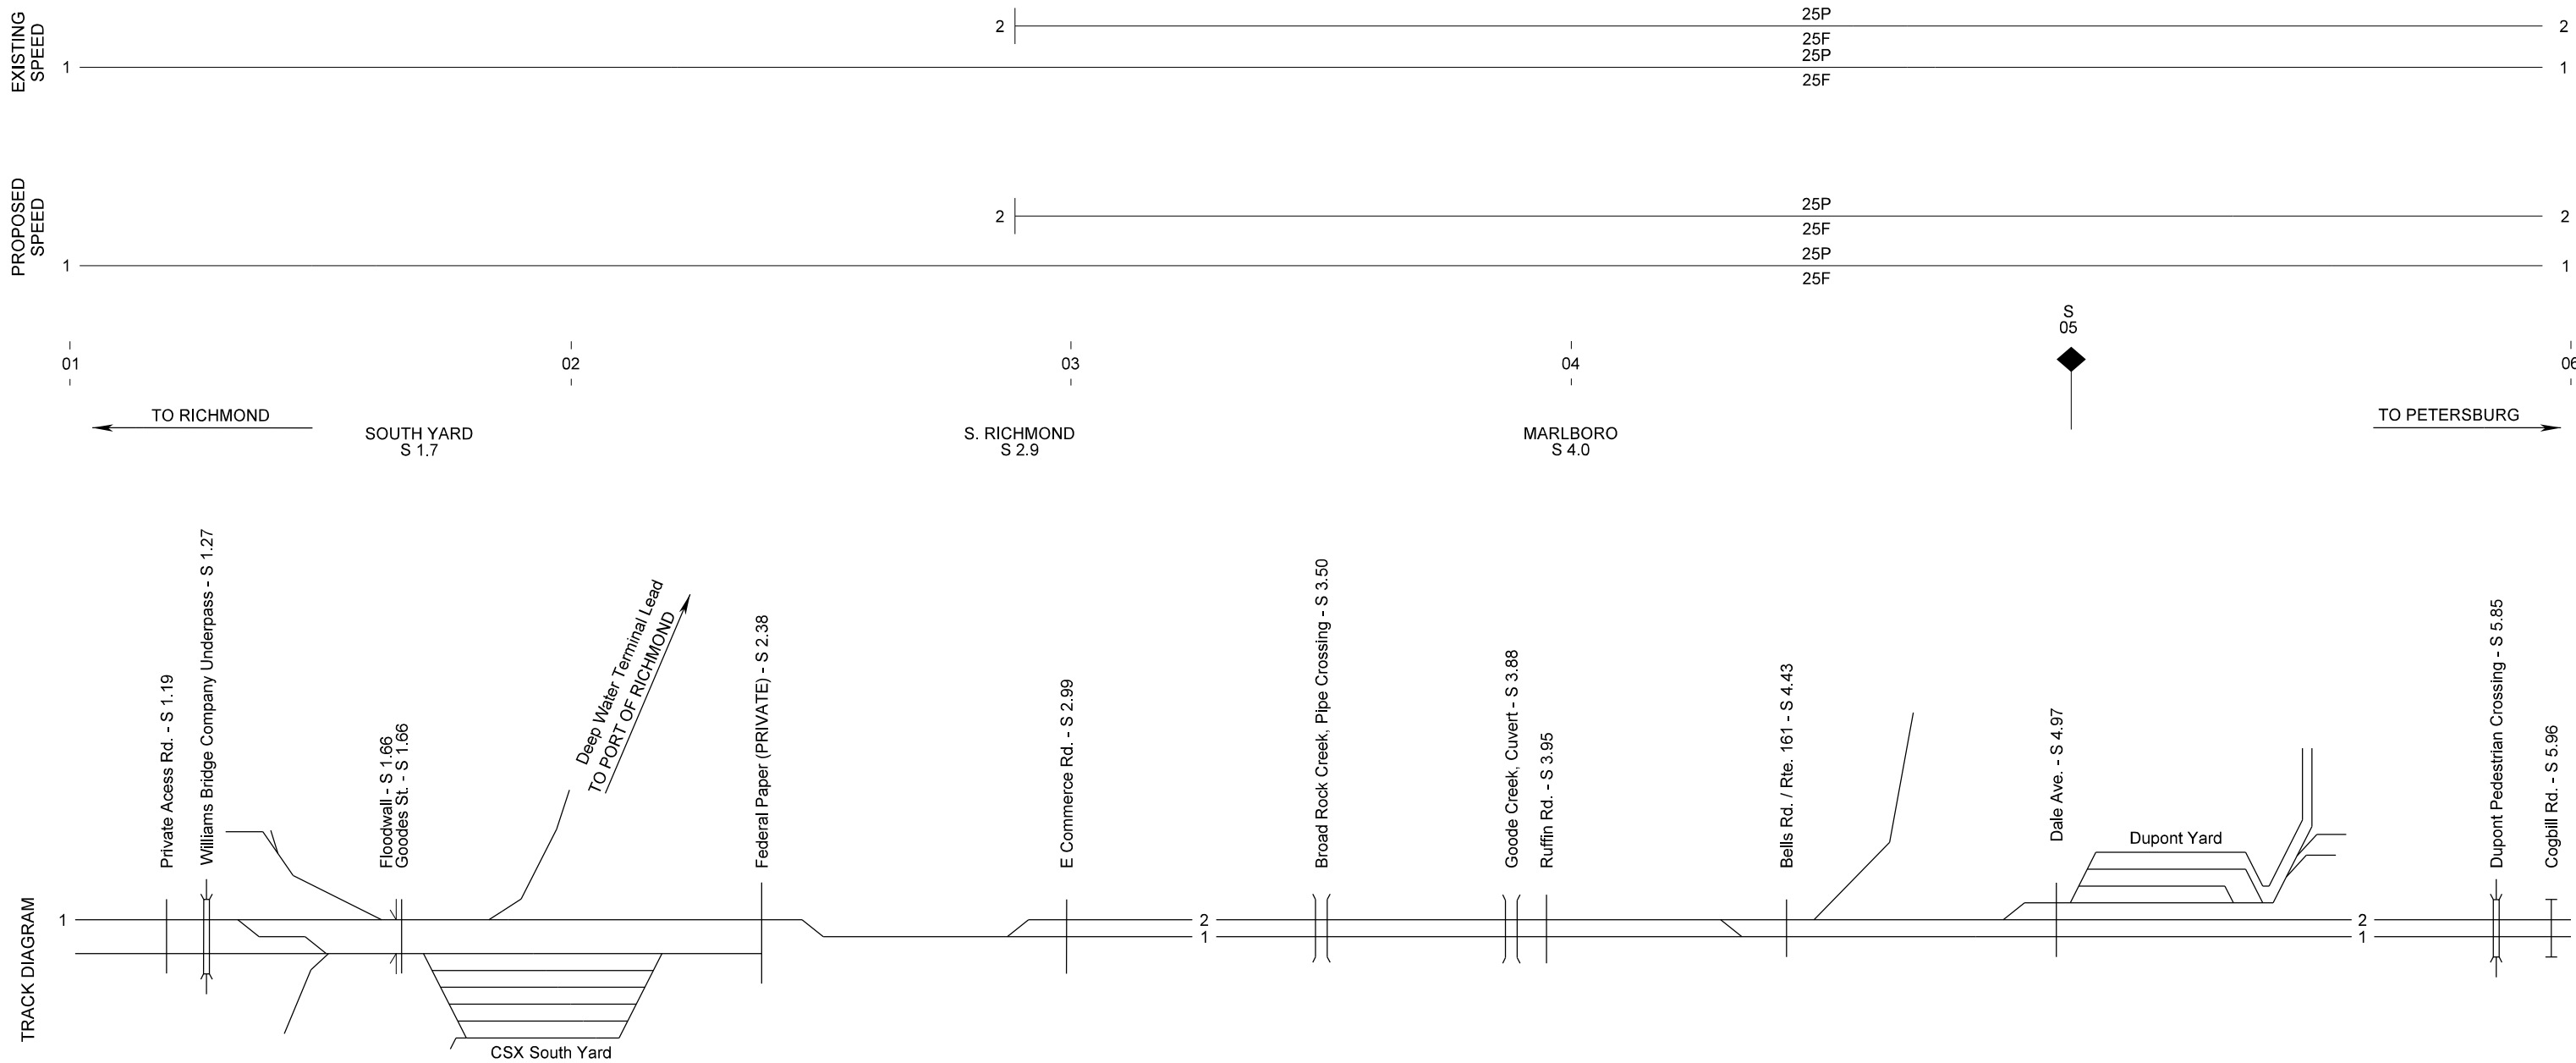 EXISTING
SPEED
2
25P
2
25F
1
25P
1
25F
PROPOSED
SPEED
2
25P
2
25F
1
25P
1
25F
S
05
01
02
03
04
06
TO RICHMOND
SOUTH YARD
S 1.7
S. RICHMOND
S 2.9
MARLBORO
S 4.0
TO PETERSBURG
TRACK DIAGRAM
Private Acess Rd. - S 1.19
Williams Bridge Company Underpass - S 1.27
Floodwall - S 1.66
Goodes St. - S 1.66
Deep Water Terminal Lead
TO PORT OF RICHMOND
Federal Paper (PRIVATE) - S 2.38
E Commerce Rd. - S 2.99
Broad Rock Creek, Pipe Crossing - S 3.50
Goode Creek, Cuvert - S 3.88
Ruffin Rd. - S 3.95
Bells Rd. / Rte. 161 - S 4.43
Dale Ave. - S 4.97
Dupont Yard
Dupont Pedestrian Crossing - S 5.85
Cogbill Rd. - S 5.96
1
2
1
2
1
CSX South Yard